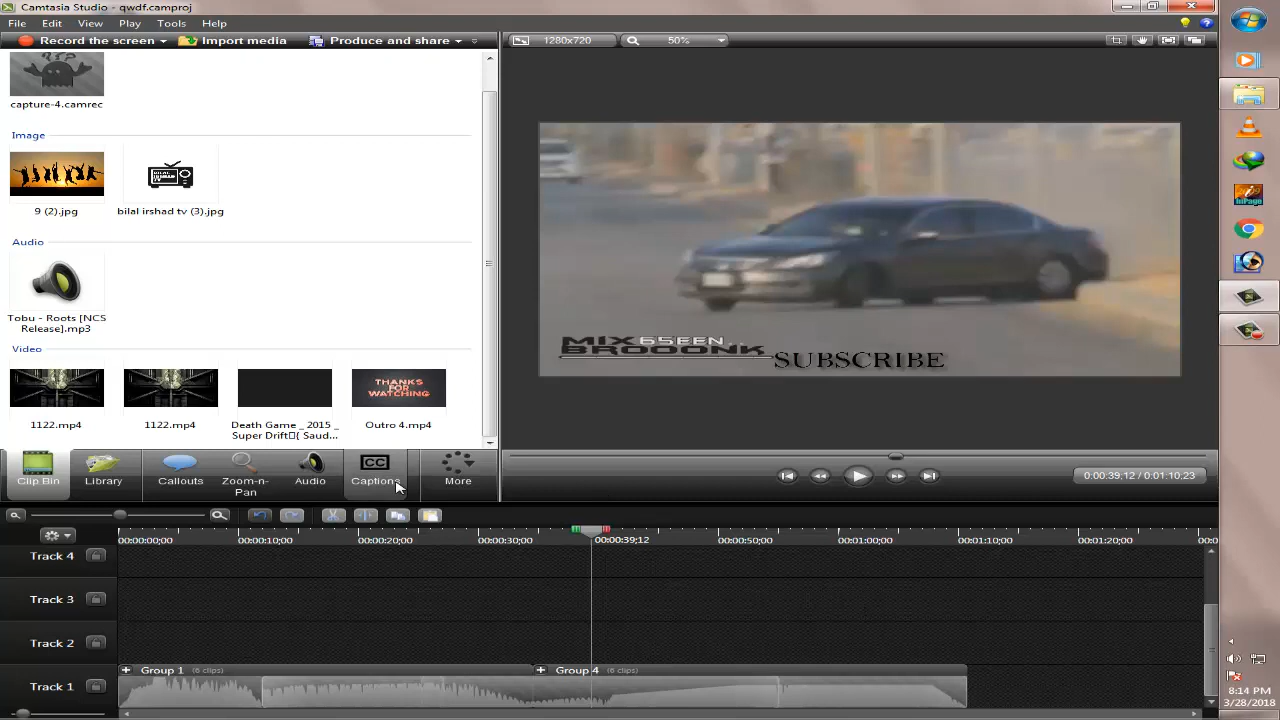 Camtasia Studio - qwdf.camproj
File Edit View Play Tools Help
Record the screen Import media Produce and share
1280x720 50%
capture-4.camrec
Image
9 (2).jpg bilal irshad tv (3).jpg
Audio
Tobu - Roots [NCS
Release].mp3
Video
THANKS
FOR
WATCHING
1122.mp4 1122.mp4 Death Game _ 2015 _ Outro 4.mp4
Super Drift ( Saud...
MIX 65EEN..
BROOONK SUBSCRIBE
CC
Clip Bin Library Callouts Zoom-n- Audio Captions More
Pan
0:00:39;12 / 0:01:10;23
00:00:00;00 00:00:10;00 00:00:20;00 00:00:30;00 00:00:39;12 00:00:50;00 00:01:00;00 00:01:10;00 00:01:20;00 00:0
Track 4
Track 3
Track 2
Group 1 (6 clips) Group 4 (6 clips)
Track 1
8:14 PM
3/28/2018